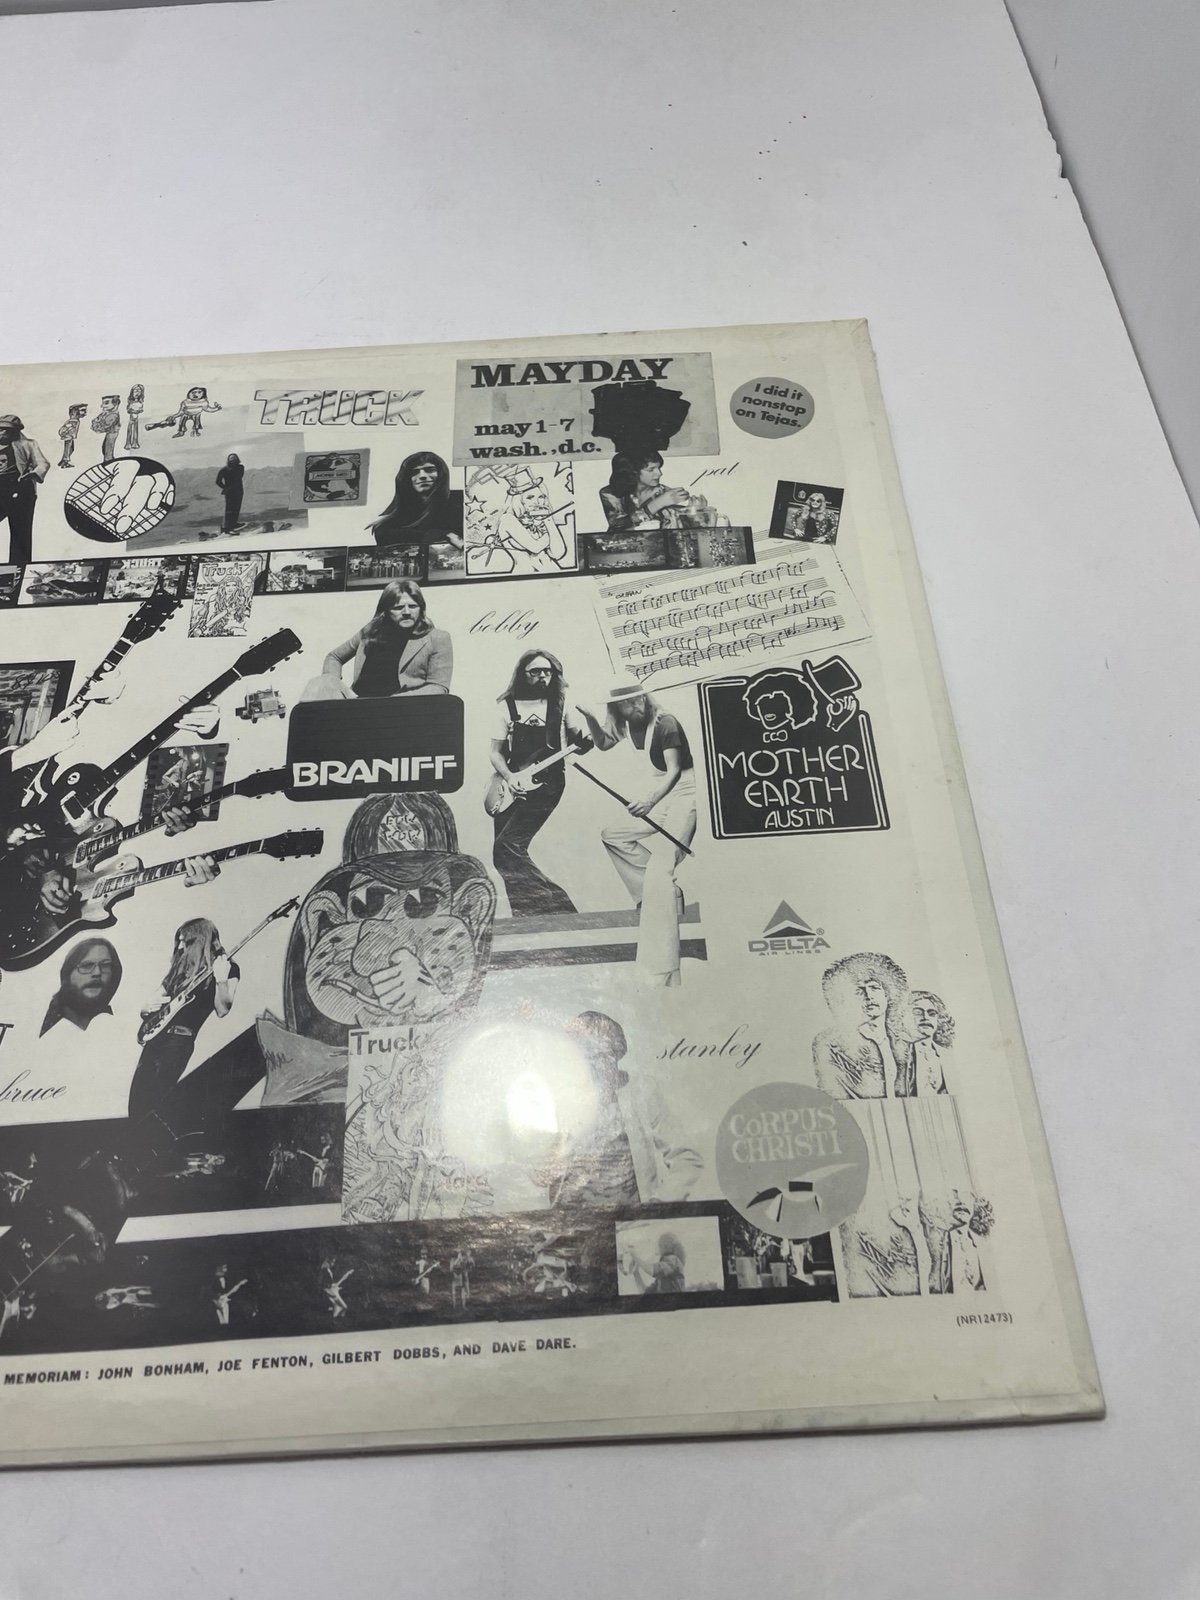 TRUCK
MAYDAY
may 1-7
wash.,d.c.
I did it
nonstop
on Tejas.
pat
Truck
bobby
BRANIFF
MOTHER
EARTH
AUSTIN
DELTA®
AIR LINES
bruce
Truck
stanley
CORPUS
CHRISTI
(NR12473)
MEMORIAM: JOHN BONHAM, JOE FENTON, GILBERT DOBBS, AND DAVE DARE.